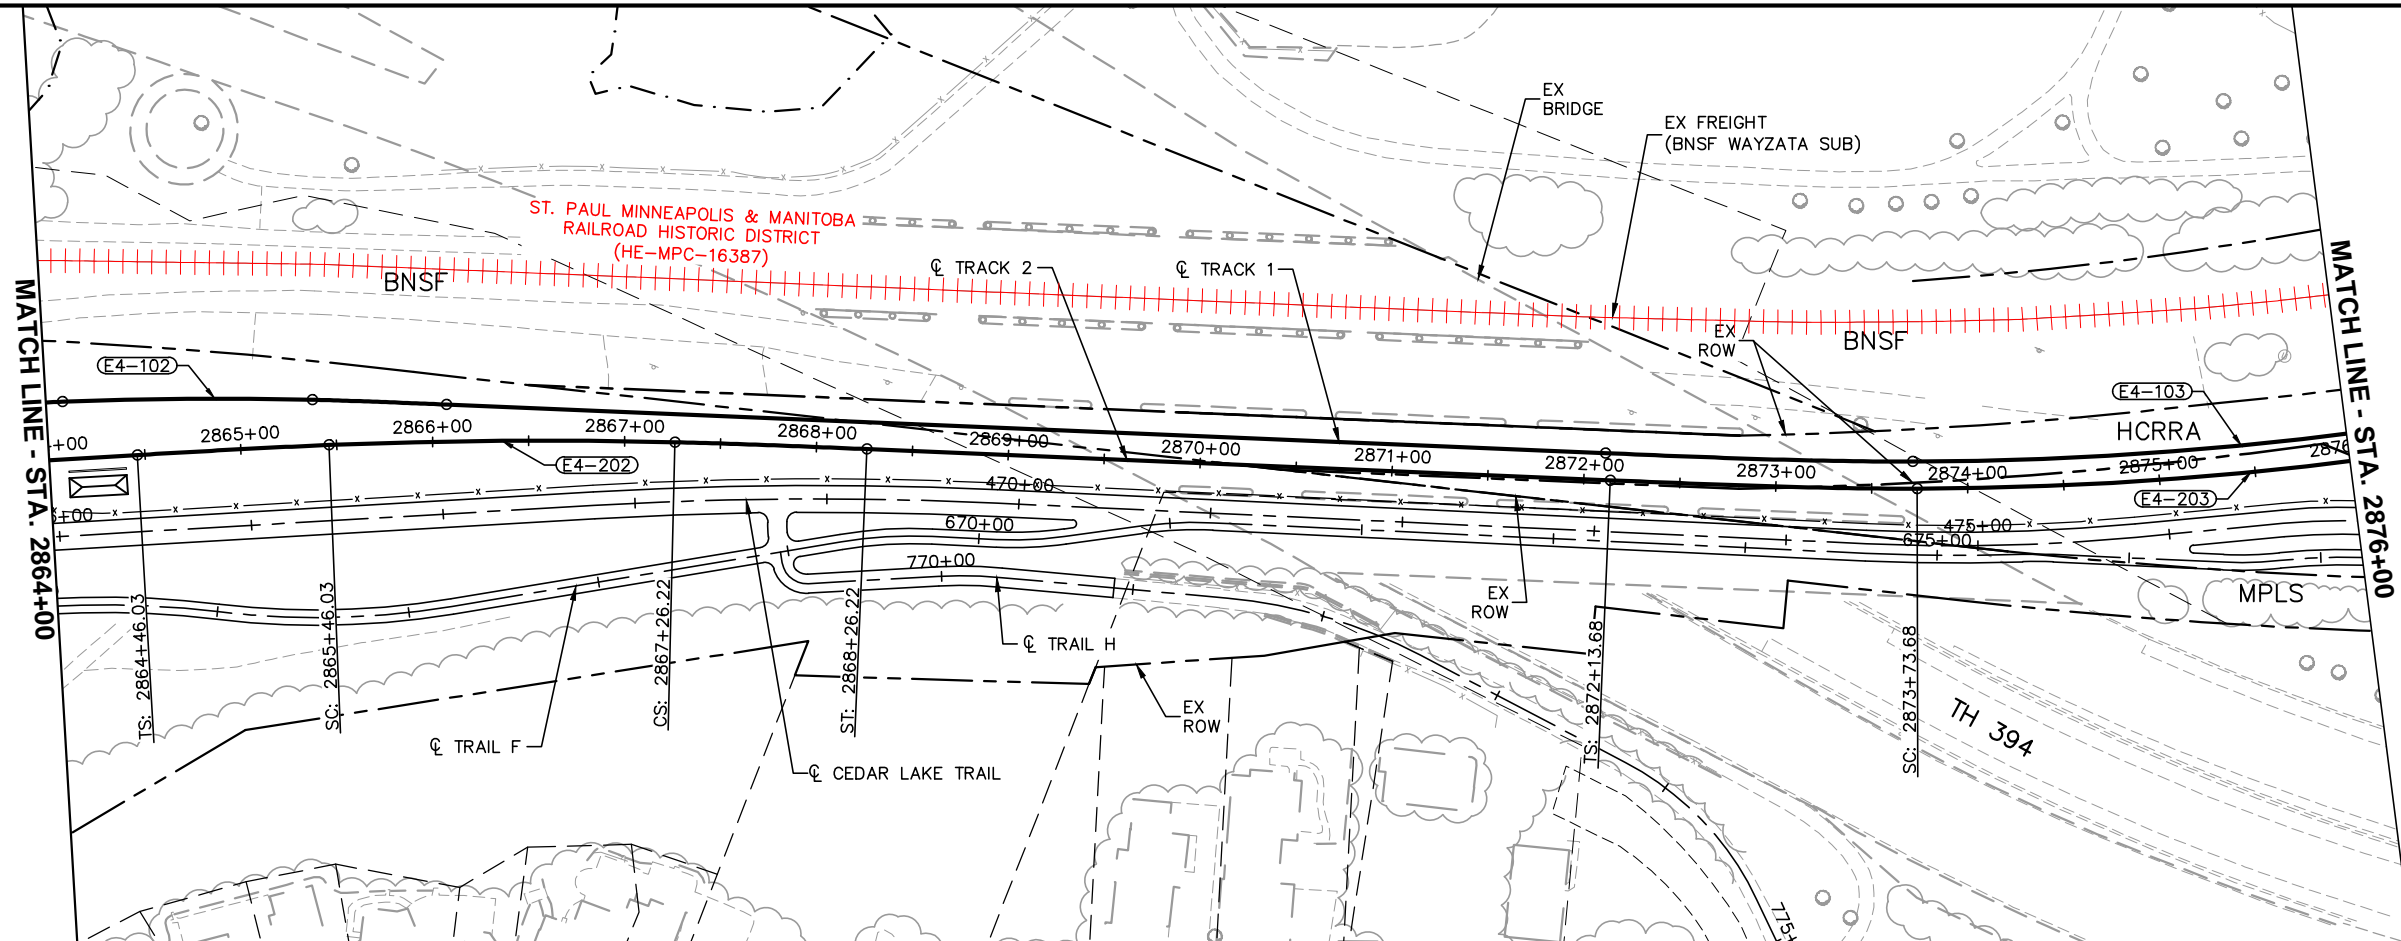 EX
BRIDGE
EX FREIGHT
(BNSF WAYZATA SUB)
ST. PAUL MINNEAPOLIS & MANITOBA
RAILROAD HISTORIC DISTRICT
(HE-MPC-16387)
℄ TRACK 2
℄ TRACK 1
BNSF
BNSF
EX
ROW
MATCH LINE - STA. 2864+00
MATCH LINE - STA. 2876+00
E4-102
E4-103
HCRRA
+00
2865+00
2866+00
2867+00
2868+00
2869+00
2870+00
2871+00
2872+00
2873+00
2874+00
2875+00
2876
E4-202
E4-203
+00
470+00
475+00
670+00
675+00
770+00
EX
ROW
MPLS
TS: 2864+46.03
SC: 2865+46.03
CS: 2867+26.22
ST: 2868+26.22
TS: 2872+13.68
SC: 2873+73.68
℄ TRAIL H
EX
ROW
℄ TRAIL F
℄ CEDAR LAKE TRAIL
TH 394
775+